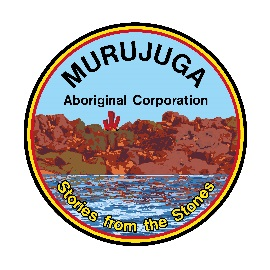 MURUJUGA
Aboriginal Corporation
Stories from the Stones